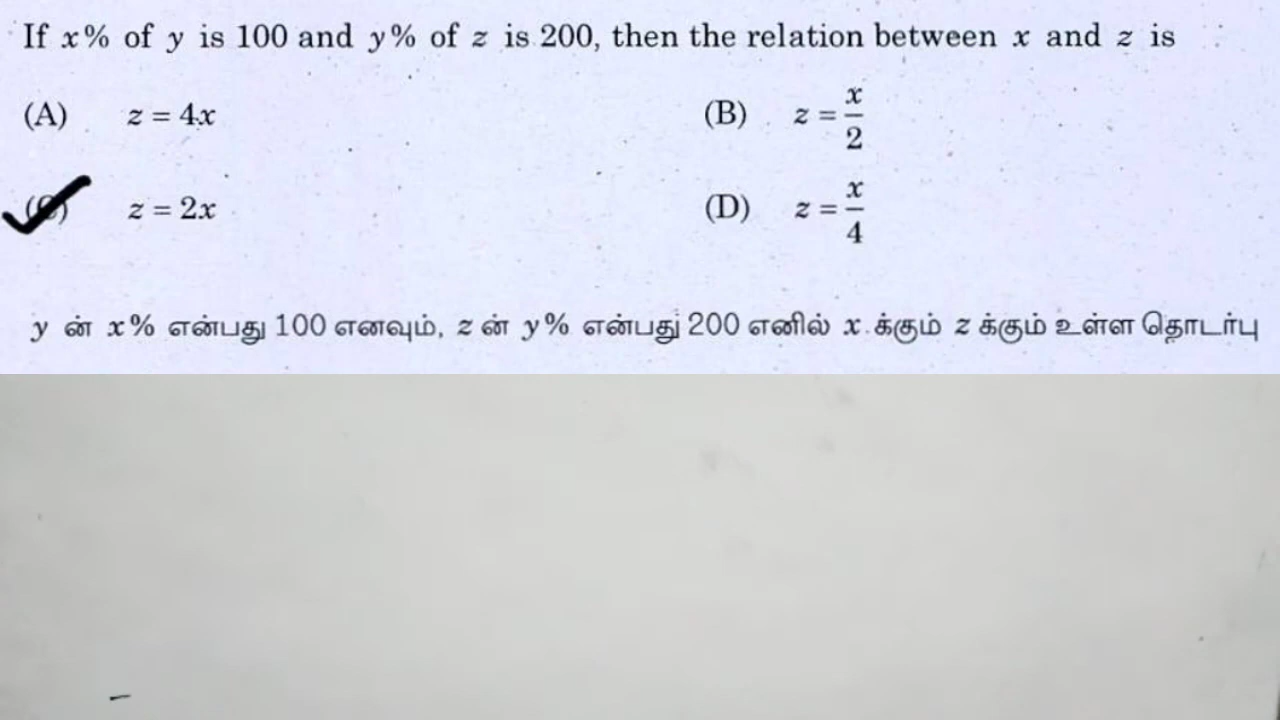 If x% of y is 100 and y% of z is 200, then the relation between x and z is
(A) z = 4x (B) z = x/2
(C) z = 2x (D) z = x/4
y ன் x% என்பது 100 எனவும், z ன் y% என்பது 200 எனில் x க்கும் z க்கும் உள்ள தொடர்பு